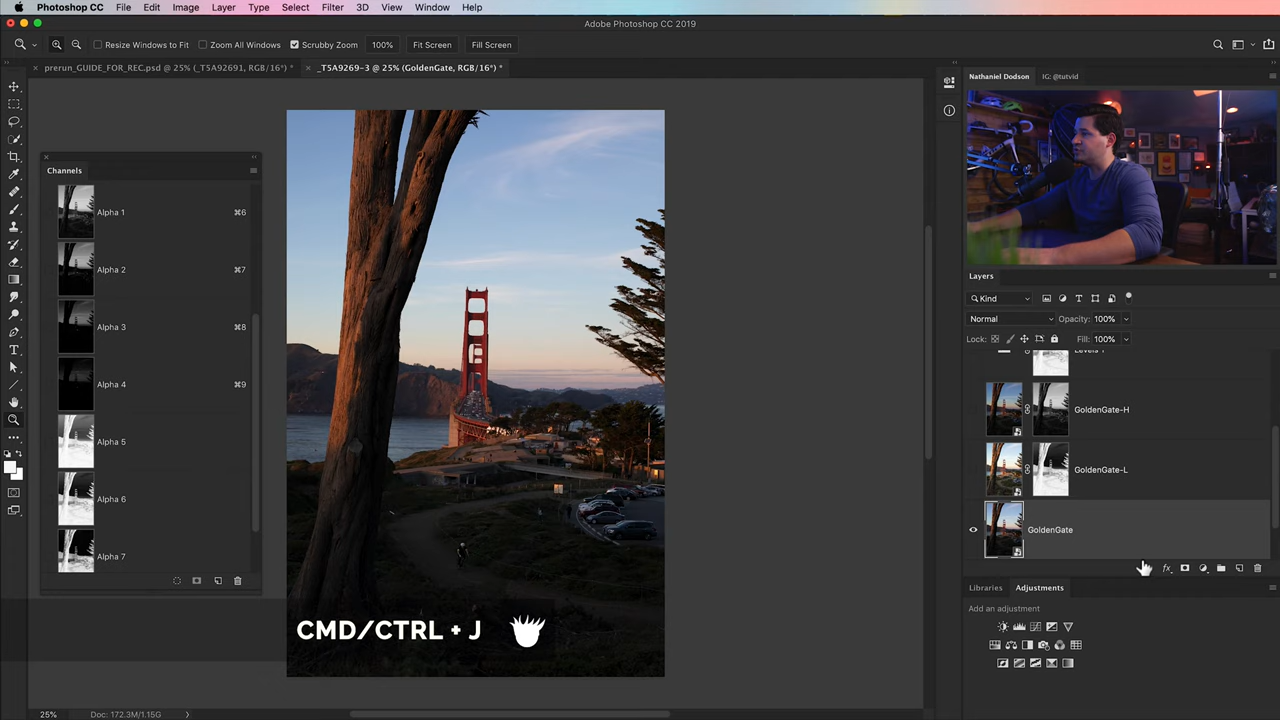 Photoshop CC File Edit Image Layer Type Select Filter 3D View Window Help
Adobe Photoshop CC 2019
Resize Windows to Fit Zoom All Windows Scrubby Zoom 100% Fit Screen Fill Screen
× prerun_GUIDE_FOR_REC.psd @ 25% (_T5A92691, RGB/16*) * × _T5A9269-3 @ 25% (GoldenGate, RGB/16*) *
Nathaniel Dodson IG: @tutvid
Channels
Alpha 1 ⌘6
Alpha 2 ⌘7
Alpha 3 ⌘8
Alpha 4 ⌘9
Alpha 5
Alpha 6
Alpha 7
CMD/CTRL + J
Layers
Kind
Normal Opacity: 100%
Lock: Fill: 100%
Levels 1
GoldenGate-H
GoldenGate-L
GoldenGate
fx
Libraries Adjustments
Add an adjustment
25% Doc: 172.3M/1.15G